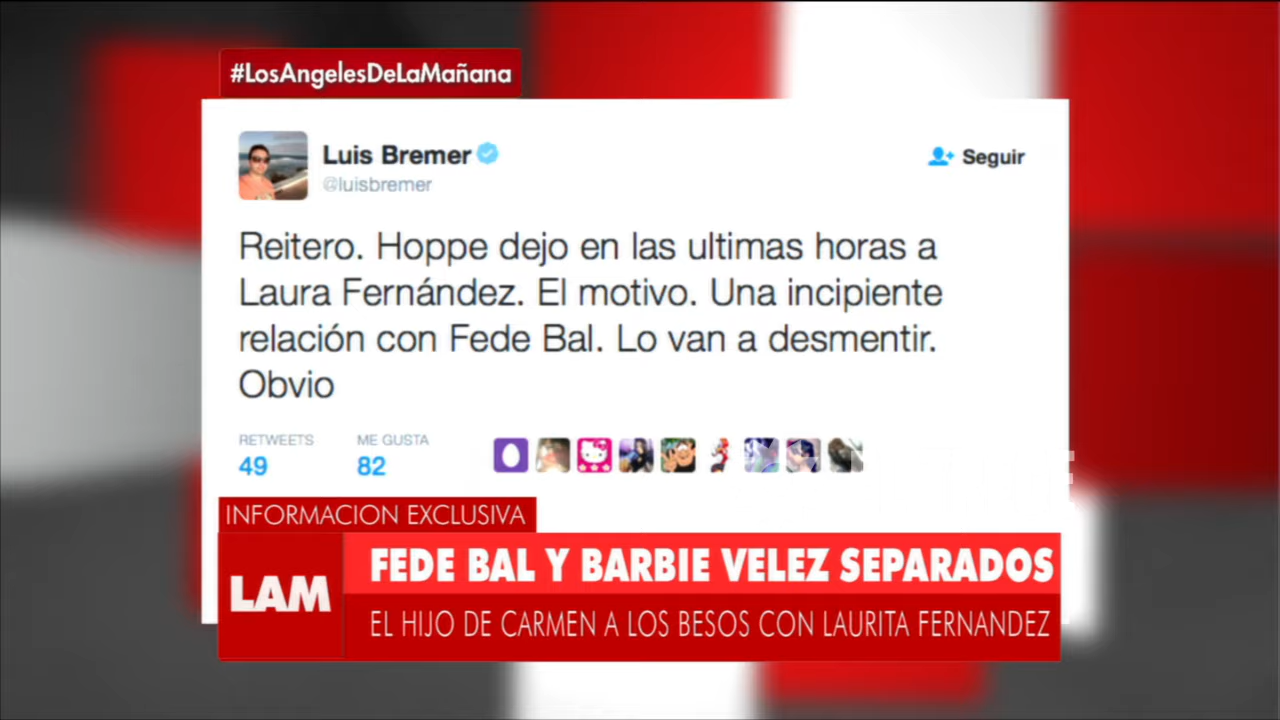 #LosAngelesDeLaMañana
Luis Bremer
@luisbremer
Seguir
Reitero. Hoppe dejo en las ultimas horas a
Laura Fernández. El motivo. Una incipiente
relación con Fede Bal. Lo van a desmentir.
Obvio
RETWEETS ME GUSTA
49 82
INFORMACION EXCLUSIVA
LAM
FEDE BAL Y BARBIE VELEZ SEPARADOS
EL HIJO DE CARMEN A LOS BESOS CON LAURITA FERNANDEZ